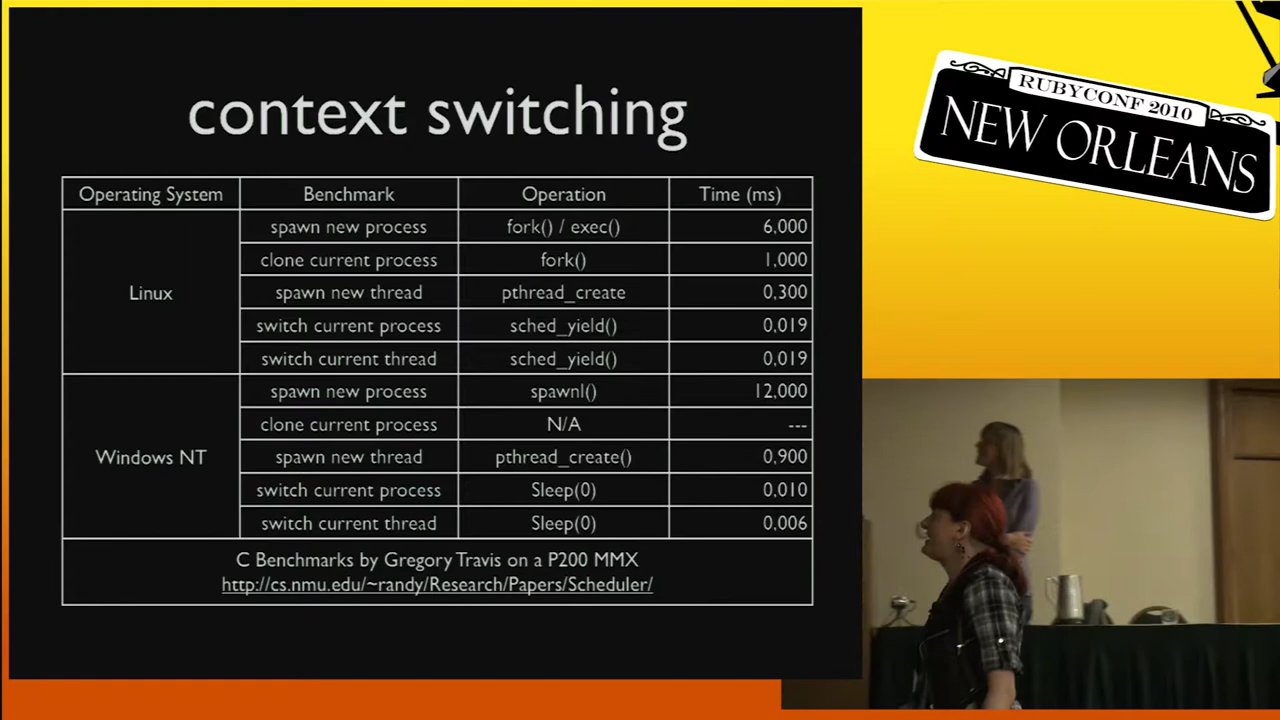 context switching
Operating System Benchmark Operation Time (ms)
Linux
spawn new process fork() / exec() 6,000
clone current process fork() 1,000
spawn new thread pthread_create 0,300
switch current process sched_yield() 0,019
switch current thread sched_yield() 0,019
Windows NT
spawn new process spawnl() 12,000
clone current process N/A ---
spawn new thread pthread_create() 0,900
switch current process Sleep(0) 0,010
switch current thread Sleep(0) 0,006
C Benchmarks by Gregory Travis on a P200 MMX
http://cs.nmu.edu/~randy/Research/Papers/Scheduler/
RUBYCONF 2010
NEW ORLEANS